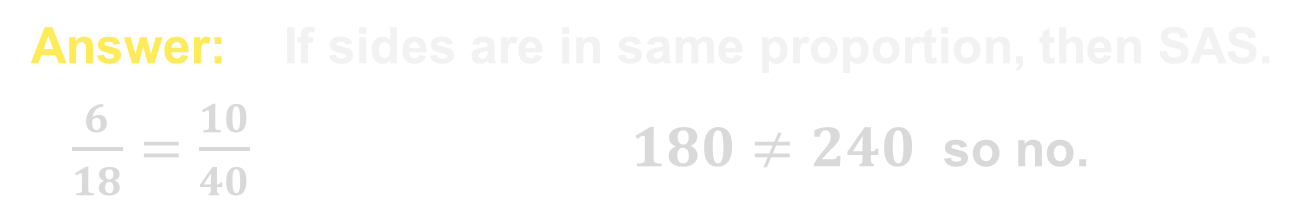 Answer: If sides are in same proportion, then SAS.
6/18 = 10/40 180 ≠ 240 so no.